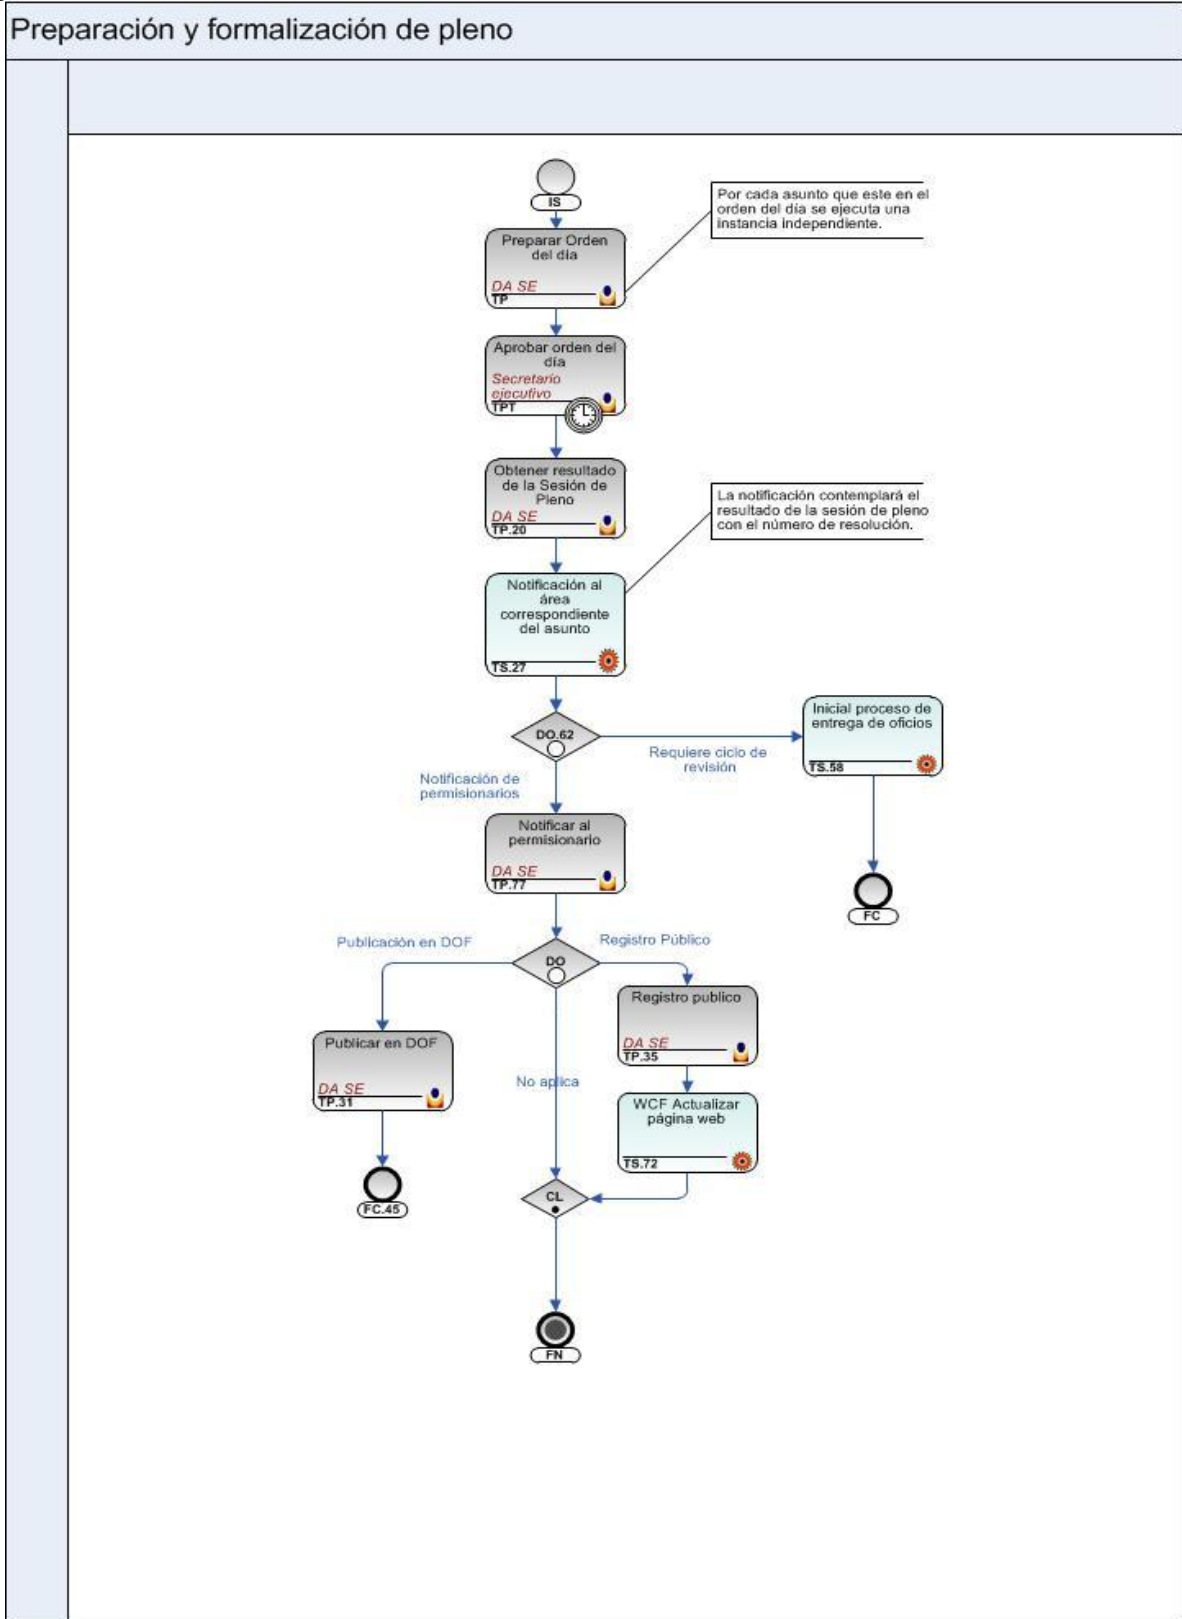 Preparación y formalización de pleno
IS
Por cada asunto que este en el
orden del día se ejecuta una
instancia independiente.
Preparar Orden
del día
DA SE
TP
Aprobar orden del
día
Secretario
ejecutivo
TPT
Obtener resultado
de la Sesión de
Pleno
DA SE
TP.20
La notificación contemplará el
resultado de la sesión de pleno
con el número de resolución.
Notificación al
área
correspondiente
del asunto
TS.27
DO.62
Requiere ciclo de
revisión
Inicial proceso de
entrega de oficios
TS.58
FC
Notificación de
permisionarios
Notificar al
permisionario
DA SE
TP.77
Publicación en DOF
DO
Registro Público
Registro publico
DA SE
TP.35
Publicar en DOF
DA SE
TP.31
No aplica
WCF Actualizar
página web
TS.72
FC.45
CL
FN